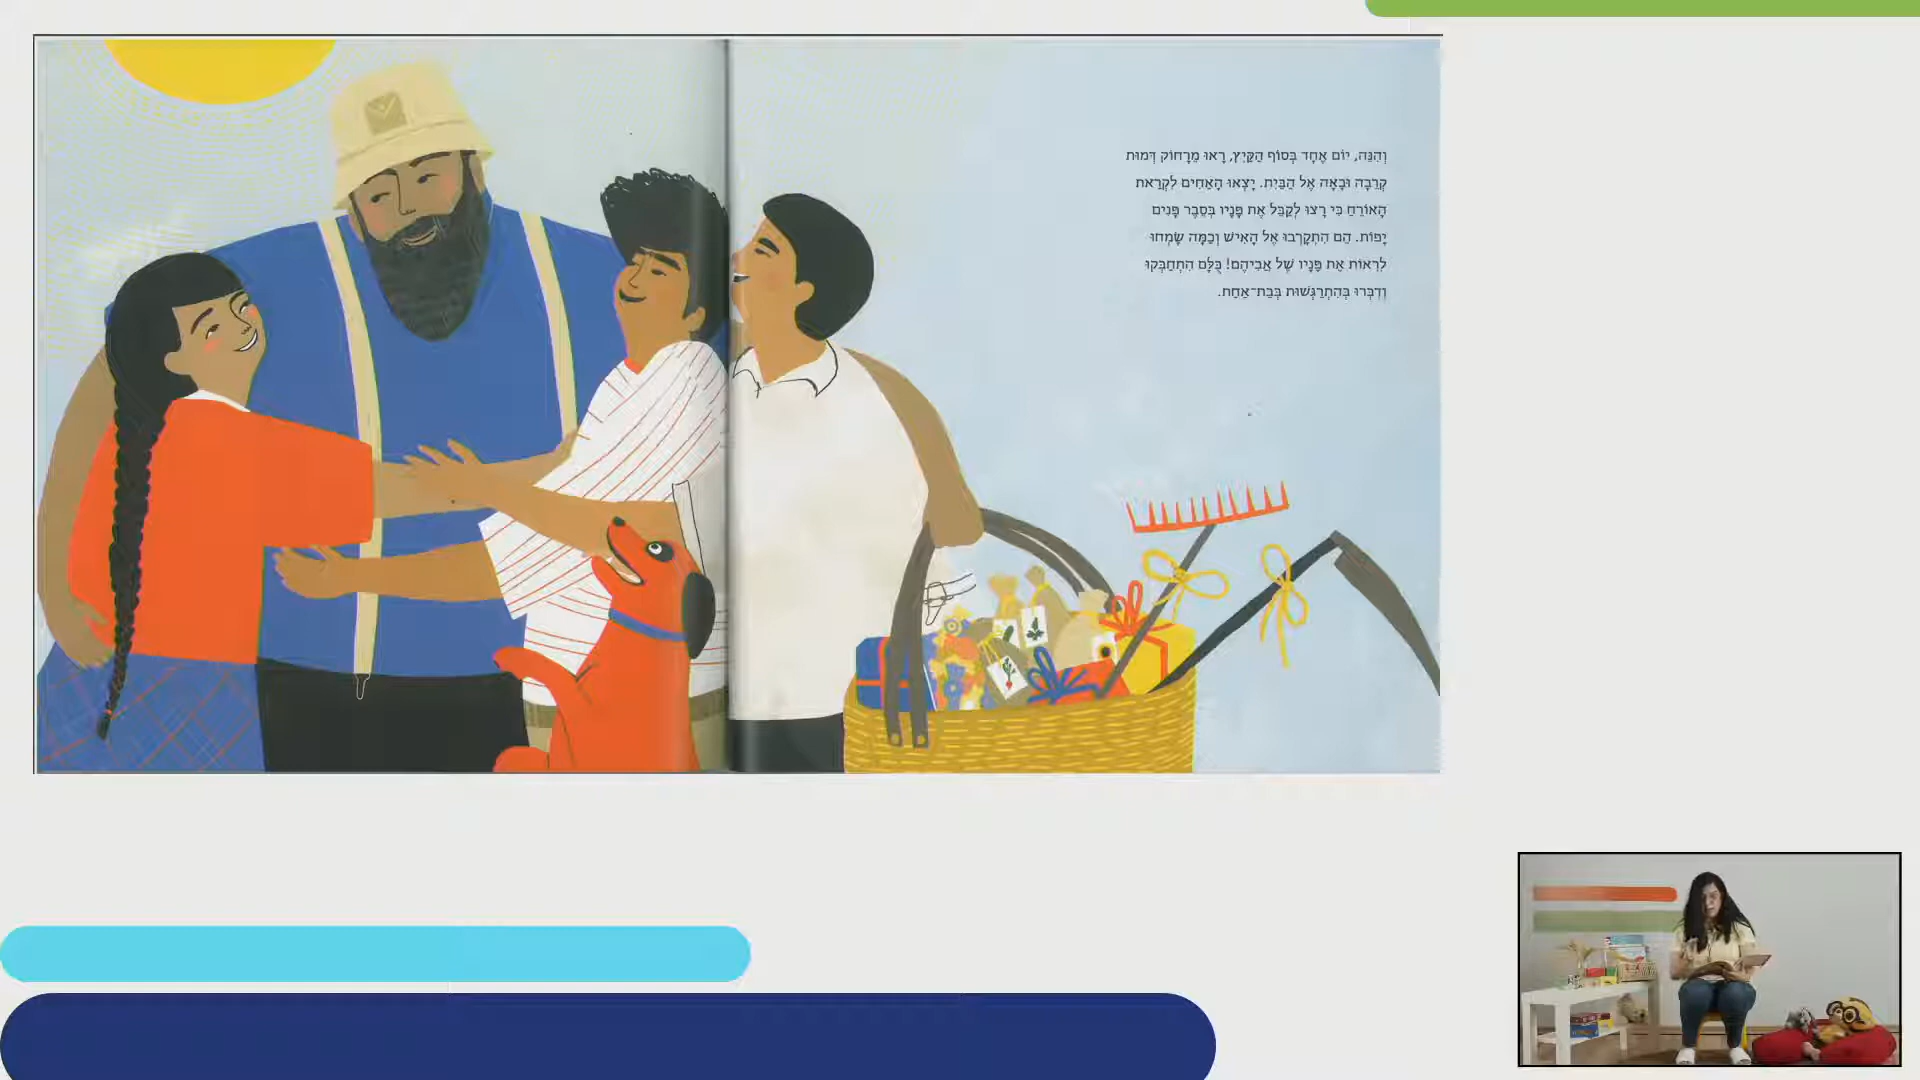 וְהִנֵּה, יוֹם אֶחָד בְּסוֹף הַקַּיִץ, רָאוּ מֵרָחוֹק דְּמוּת
קְרֵבָה וּבָאָה אֶל הַבַּיִת. יָצְאוּ הָאַחִים לִקְרַאת
הָאוֹרֵחַ כִּי רָצוּ לְקַבֵּל אֶת פָּנָיו בְּסֵבֶר פָּנִים
יָפוֹת. הֵם הִתְקָרְבוּ אֶל הָאִישׁ וְכַמָּה שָׂמְחוּ
לִרְאוֹת אֶת פָּנָיו שֶׁל אֲבִיהֶם! כֻּלָּם הִתְחַבְּקוּ
וְדִבְּרוּ בְּהִתְרַגְּשׁוּת בְּבַת־אַחַת.